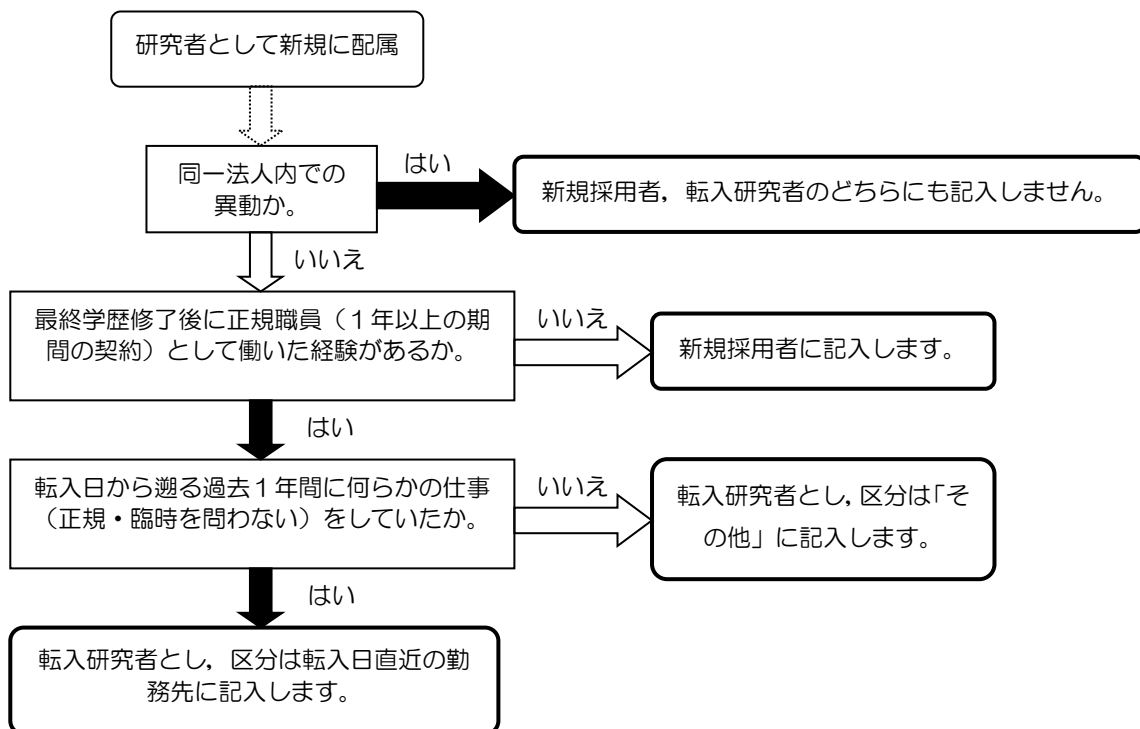 研究者として新規に配属
同一法人内での
異動か。
はい
新規採用者，転入研究者のどちらにも記入しません。
いいえ
最終学歴修了後に正規職員（１年以上の期
間の契約）として働いた経験があるか。
いいえ
新規採用者に記入します。
はい
転入日から遡る過去１年間に何らかの仕事
（正規・臨時を問わない）をしていたか。
いいえ
転入研究者とし，区分は「そ
の他」に記入します。
はい
転入研究者とし，区分は転入日直近の勤
務先に記入します。